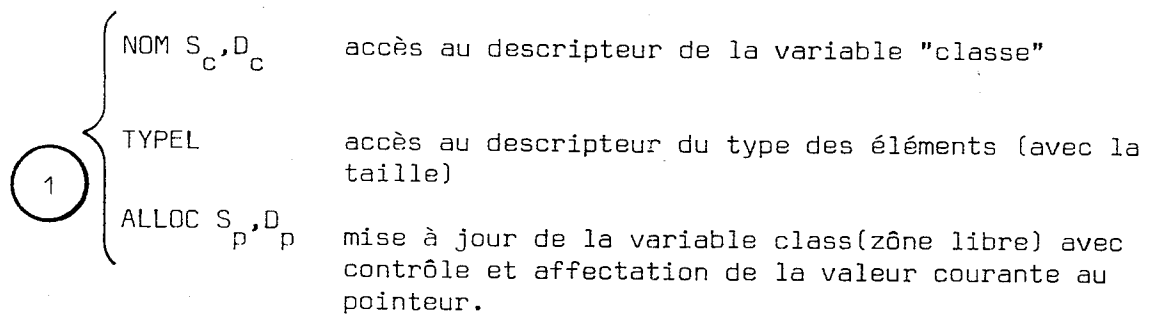 NOM S_c,D_c accès au descripteur de la variable "classe"
TYPEL accès au descripteur du type des éléments (avec la
taille)
1
ALLOC S_p,D_p mise à jour de la variable class(zône libre) avec
contrôle et affectation de la valeur courante au
pointeur.